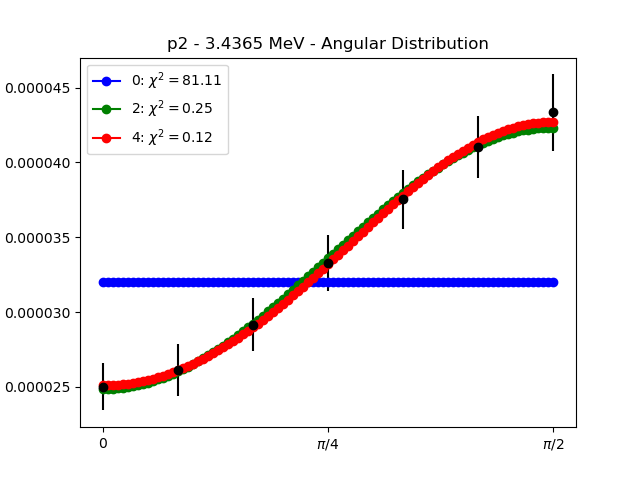 p2 - 3.4365 MeV - Angular Distribution
0: χ² = 81.11
2: χ² = 0.25
4: χ² = 0.12
0.000045
0.000040
0.000035
0.000030
0.000025
0
π/4
π/2